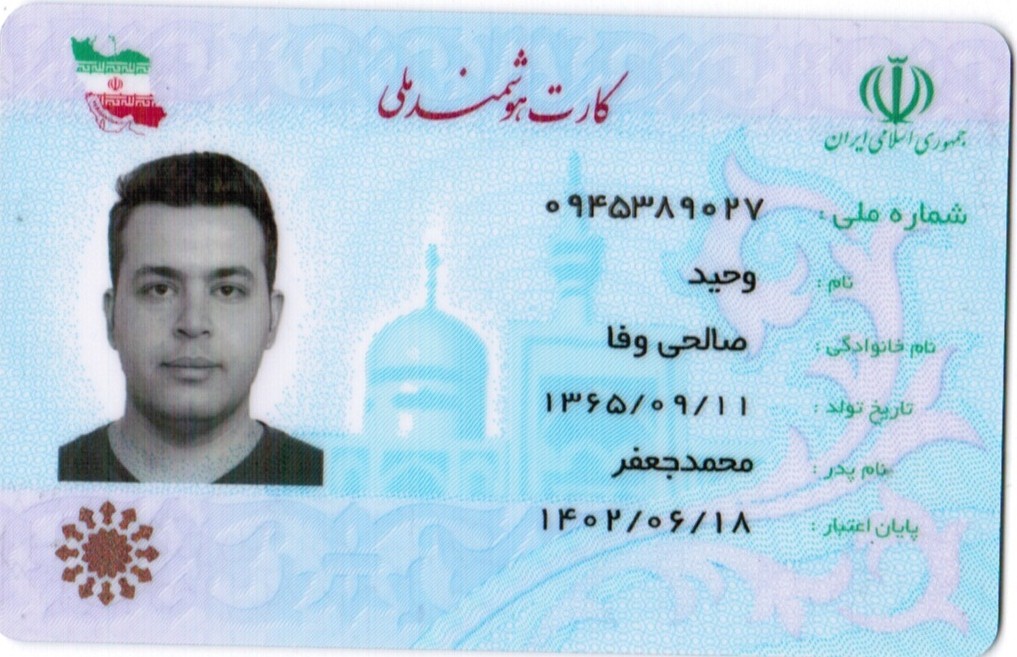 کارت هوشمند ملی
جمهوری اسلامی ایران
شماره ملی : ۰۹۴۵۳۸۹۰۲۷
نام : وحید
نام خانوادگی : صالحی وفا
تاریخ تولد : ۱۳۶۵/۰۹/۱۱
نام پدر : محمدجعفر
پایان اعتبار : ۱۴۰۲/۰۶/۱۸